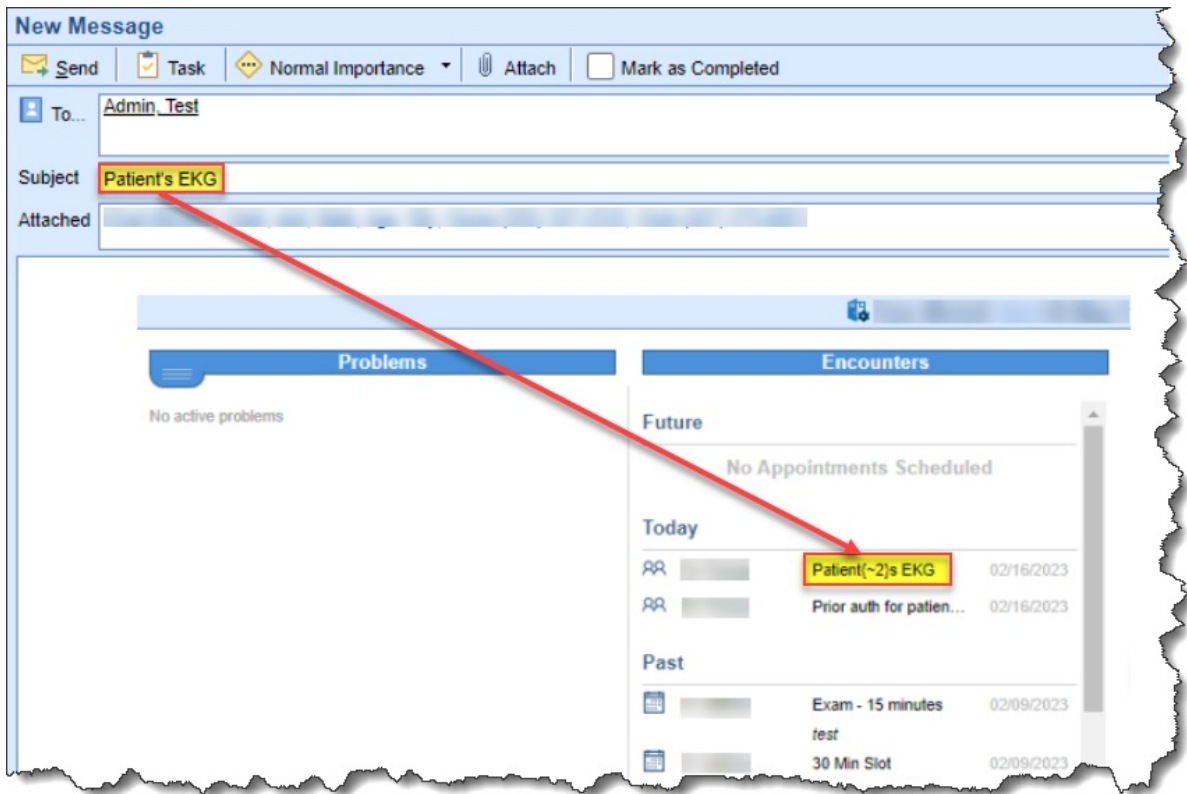 New Message
Send Task Normal Importance Attach Mark as Completed
To... Admin, Test
Subject Patient's EKG
Attached
Problems
No active problems
Encounters
Future
No Appointments Scheduled
Today
Patient{~2}s EKG 02/16/2023
Prior auth for patien... 02/16/2023
Past
Exam - 15 minutes 02/09/2023
test
30 Min Slot 02/09/2023